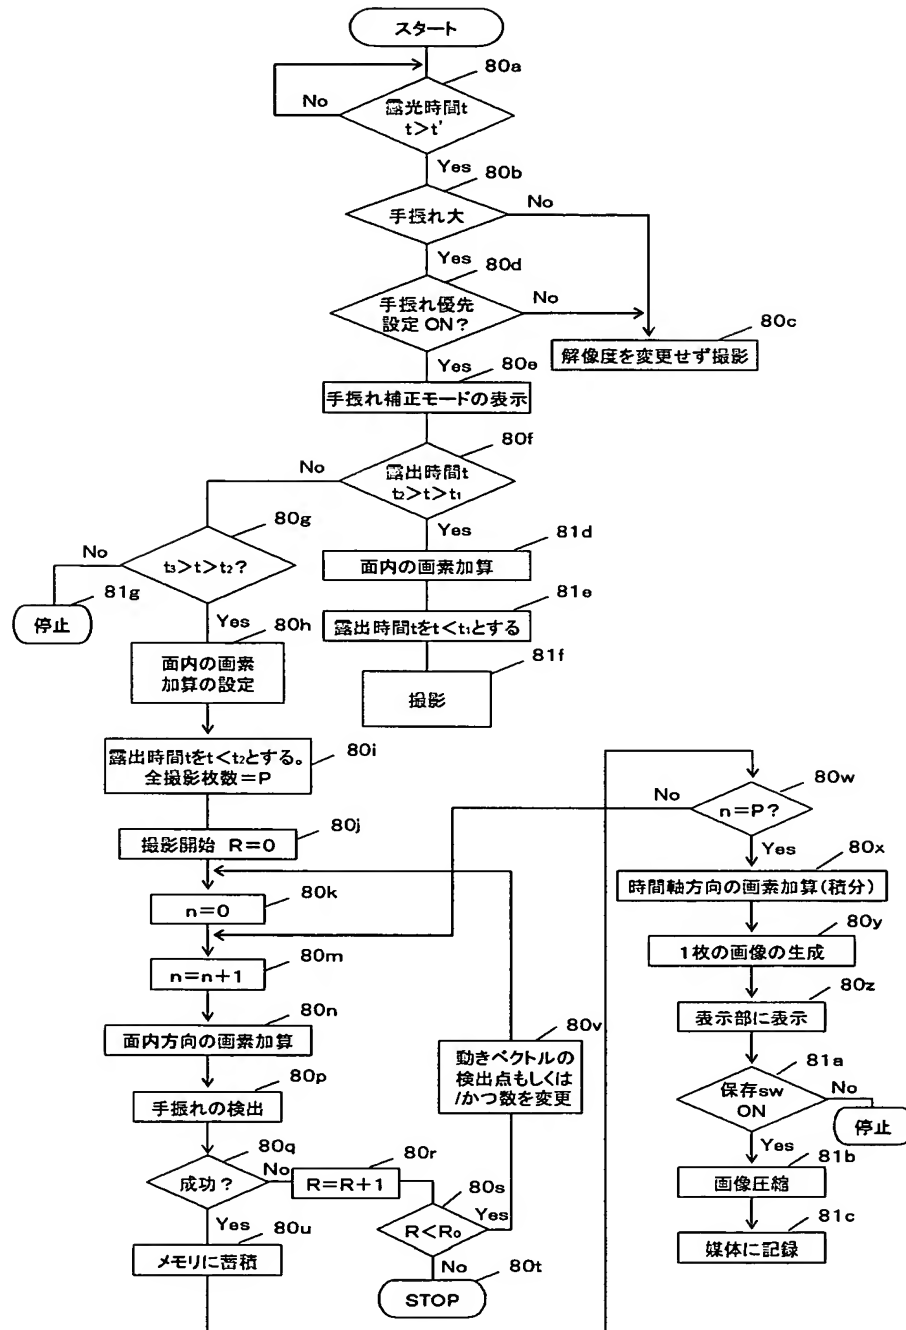 スタート
80a
露光時間t
t>t'
No
Yes
80b
手振れ大
No
Yes
80d
手振れ優先
設定 ON?
No
80c
解像度を変更せず撮影
Yes
80e
手振れ補正モードの表示
80f
露出時間t
t₂>t>t₁
No
Yes
80g
t₃>t>t₂?
No
81g
停止
Yes
81d
面内の画素加算
81e
露出時間tをt<t₁とする
81f
撮影
80h
面内の画素
加算の設定
80i
露出時間tをt<t₂とする。
全撮影枚数=P
80j
撮影開始 R=0
80k
n=0
80m
n=n+1
80n
面内方向の画素加算
80p
手振れの検出
80q
成功?
No
80r
R=R+1
80s
R<R₀
Yes
No
80t
STOP
80v
動きベクトルの
検出点もしくは
/かつ数を変更
Yes
80u
メモリに蓄積
80w
n=P?
No
Yes
80x
時間軸方向の画素加算(積分)
80y
1枚の画像の生成
80z
表示部に表示
81a
保存sw
ON
No
停止
Yes
81b
画像圧縮
81c
媒体に記録